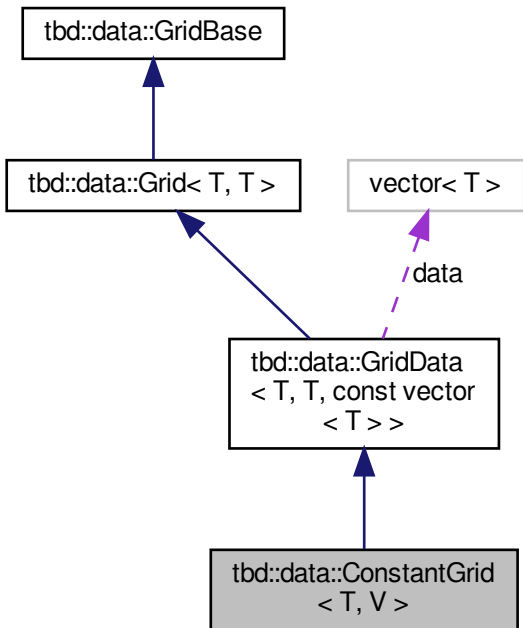 tbd::data::GridBase
tbd::data::Grid< T, T >
vector< T >
data
tbd::data::GridData
< T, T, const vector
< T > >
tbd::data::ConstantGrid
< T, V >